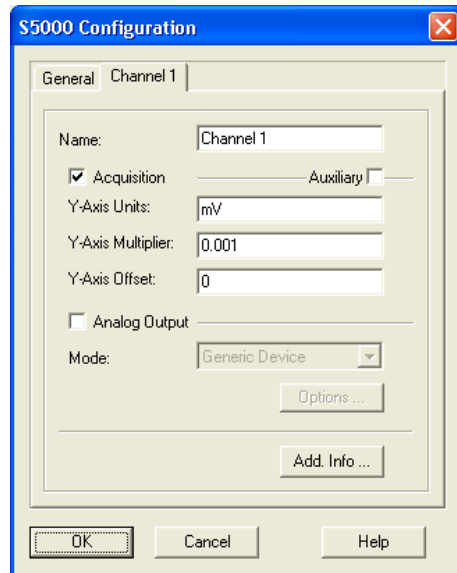 S5000 Configuration
General Channel 1
Name: Channel 1
Acquisition Auxiliary
Y-Axis Units: mV
Y-Axis Multiplier: 0.001
Y-Axis Offset: 0
Analog Output
Mode: Generic Device
Options ...
Add. Info ...
OK Cancel Help